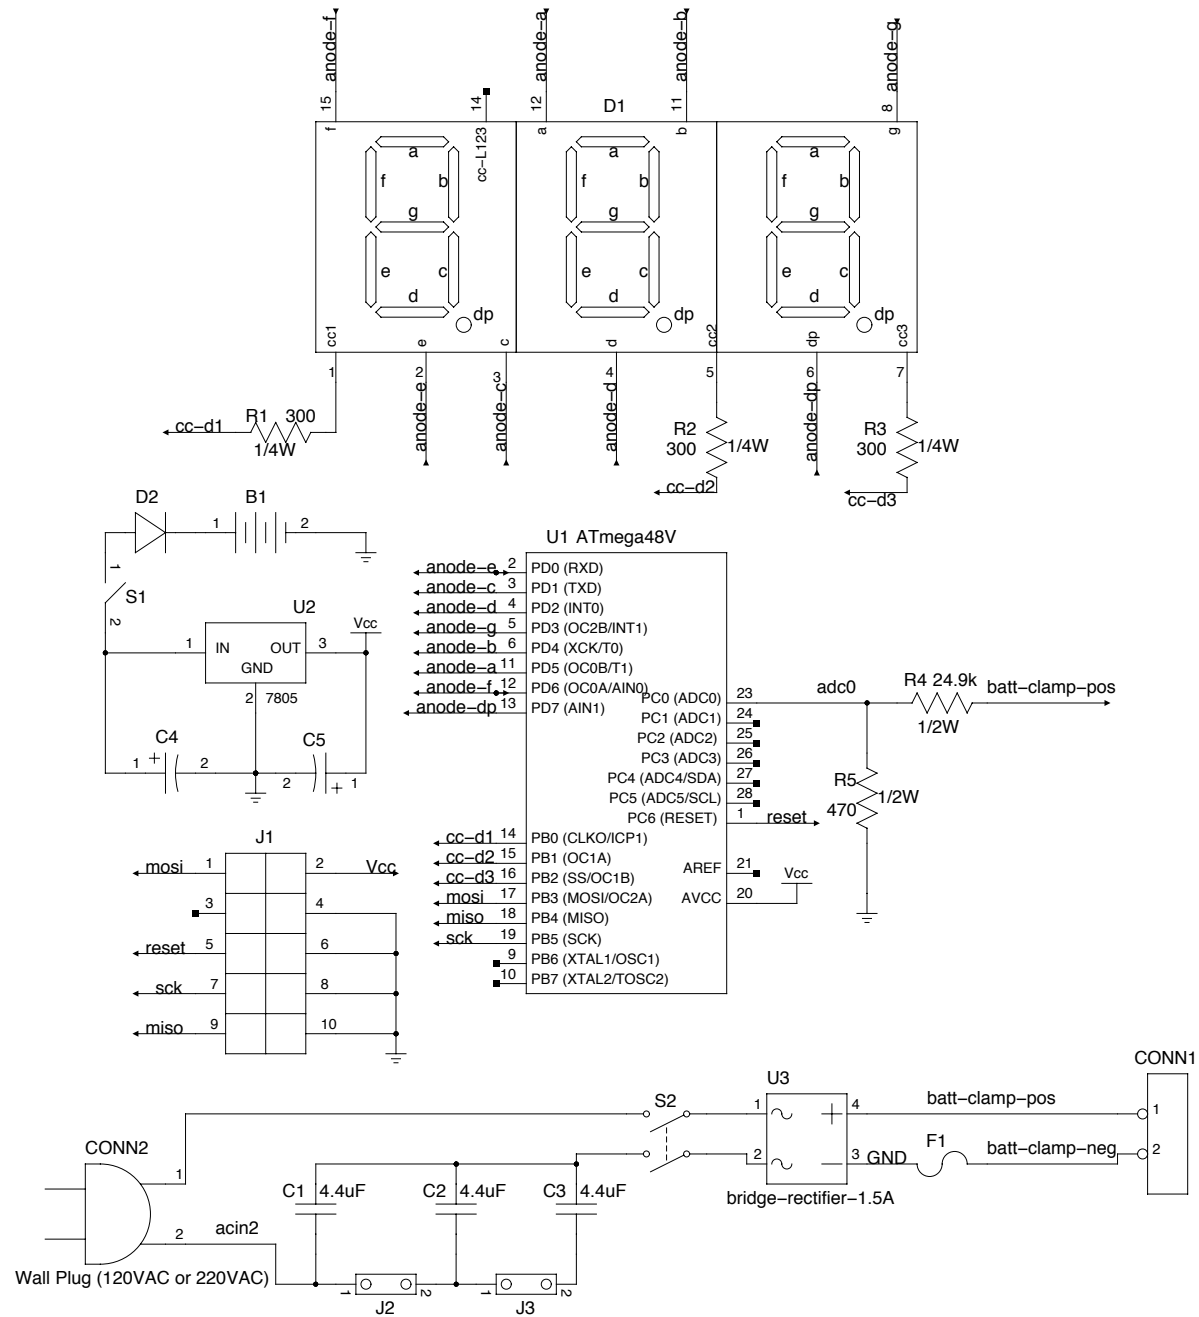 anode-f
anode-a
anode-b
anode-g
15
14
12
D1
11
8
f
cc-L123
a
b
g
a
f b
g
e c
d
dp
a
f b
g
e c
d
dp
a
f b
g
e c
d
dp
cc1
e
c
d
cc2
dp
cc3
1
2
3
4
5
6
7
anode-e
anode-c
anode-d
anode-dp
cc-d1
R1 300
1/4W
R2
300
1/4W
cc-d2
R3
300
1/4W
cc-d3
D2
B1
1
2
1
S1
2
U2
Vcc
1
IN OUT
GND
3
2
7805
C4
+
1
2
C5
2
+
1
U1 ATmega48V
anode-e 2 PD0 (RXD)
anode-c 3 PD1 (TXD)
anode-d 4 PD2 (INT0)
anode-g 5 PD3 (OC2B/INT1)
anode-b 6 PD4 (XCK/T0)
anode-a 11 PD5 (OC0B/T1)
anode-f 12 PD6 (OC0A/AIN0)
anode-dp 13 PD7 (AIN1)
PC0 (ADC0) 23 adc0
PC1 (ADC1) 24
PC2 (ADC2) 25
PC3 (ADC3) 26
PC4 (ADC4/SDA) 27
PC5 (ADC5/SCL) 28
PC6 (RESET) 1 reset
AREF 21
AVCC 20
Vcc
cc-d1 14 PB0 (CLKO/ICP1)
cc-d2 15 PB1 (OC1A)
cc-d3 16 PB2 (SS/OC1B)
mosi 17 PB3 (MOSI/OC2A)
miso 18 PB4 (MISO)
sck 19 PB5 (SCK)
9 PB6 (XTAL1/OSC1)
10 PB7 (XTAL2/TOSC2)
R4 24.9k
1/2W
batt-clamp-pos
R5
470
1/2W
J1
mosi 1 2 Vcc
3 4
reset 5 6
sck 7 8
miso 9 10
CONN2
1
2
acin2
Wall Plug (120VAC or 220VAC)
C1 4.4uF
C2 4.4uF
C3 4.4uF
1 J2 2
1 J3 2
S2
U3
1
2
+
4
3
GND
bridge-rectifier-1.5A
batt-clamp-pos
F1
batt-clamp-neg
CONN1
1
2